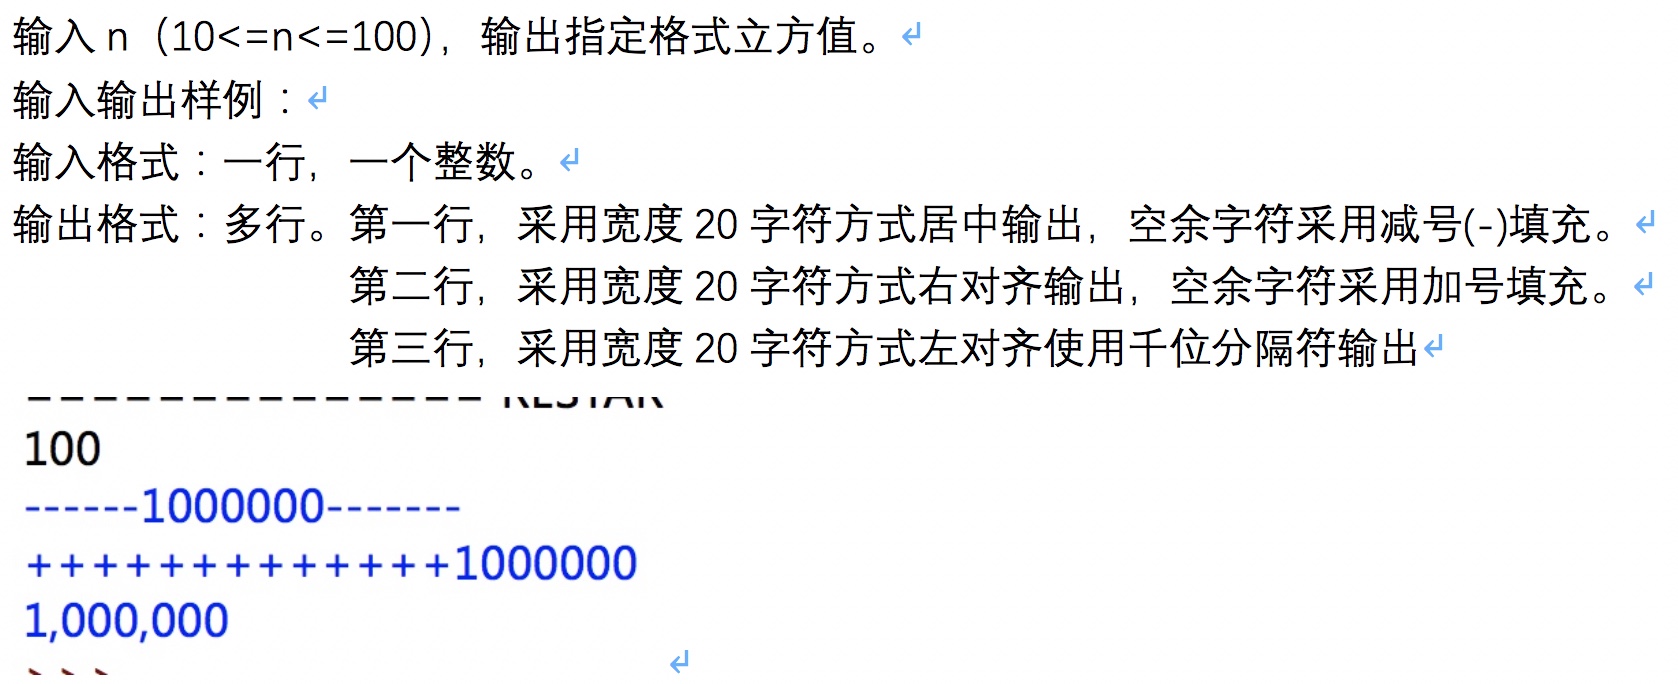 输入 n（10<=n<=100），输出指定格式立方值。
输入输出样例：
输入格式：一行，一个整数。
输出格式：多行。第一行，采用宽度 20 字符方式居中输出，空余字符采用减号(-)填充。
第二行，采用宽度 20 字符方式右对齐输出，空余字符采用加号填充。
第三行，采用宽度 20 字符方式左对齐使用千位分隔符输出
100
------1000000-------
+++++++++++++1000000
1,000,000